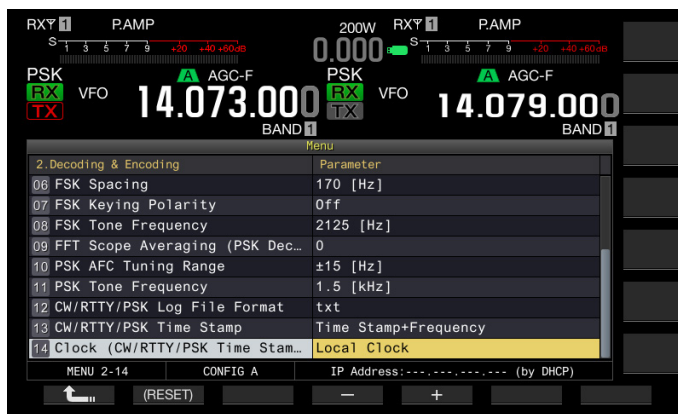 RX 1 P.AMP 200W RX 1 P.AMP
S 1 3 5 7 9 +20 +40 +60dB 0.000 S 1 3 5 7 9 +20 +40 +60dB
PSK A AGC-F PSK A AGC-F
RX VFO 14.073.000 RX VFO 14.079.000
TX TX
BAND 1 BAND 1
Menu
2.Decoding & Encoding Parameter
06 FSK Spacing 170 [Hz]
07 FSK Keying Polarity Off
08 FSK Tone Frequency 2125 [Hz]
09 FFT Scope Averaging (PSK Dec… 0
10 PSK AFC Tuning Range ±15 [Hz]
11 PSK Tone Frequency 1.5 [kHz]
12 CW/RTTY/PSK Log File Format txt
13 CW/RTTY/PSK Time Stamp Time Stamp+Frequency
14 Clock (CW/RTTY/PSK Time Stam… Local Clock
MENU 2-14 CONFIG A IP Address:---.---.---.--- (by DHCP)
(RESET) − +